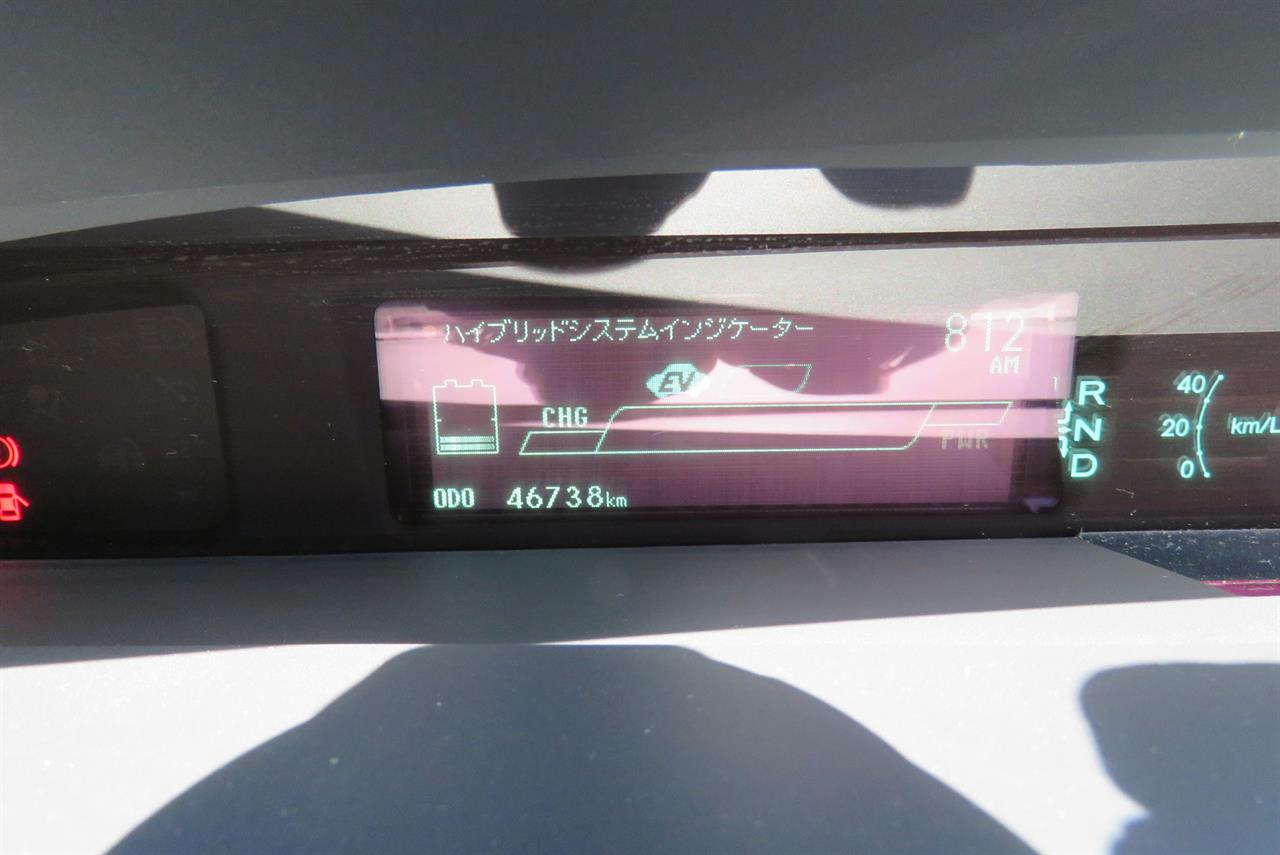 ハイブリッドシステムインジケーター
8:12
AM
EV
CHG
PWR
ODO 46738km
R
N
D
40
20
0
km/L